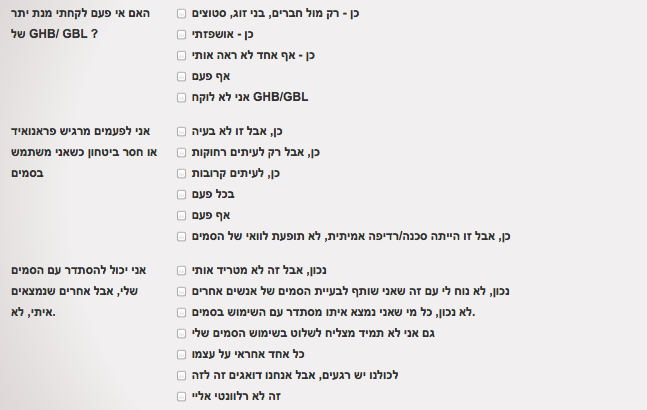 האם אי פעם לקחתי מנת יתר
של GHB/ GBL ?
כן - רק מול חברים, בני זוג, סטוצים
כן - אושפזתי
כן - אף אחד לא ראה אותי
אף פעם
אני לא לוקח GHB/GBL
אני לפעמים מרגיש פראנואיד
או חסר ביטחון כשאני משתמש
בסמים
כן, אבל זו לא בעיה
כן, אבל רק לעיתים רחוקות
כן, לעיתים קרובות
בכל פעם
אף פעם
כן, אבל זו הייתה סכנה/רדיפה אמיתית, לא תופעת לוואי של הסמים
אני יכול להסתדר עם הסמים
שלי, אבל אחרים שנמצאים
איתי, לא.
נכון, אבל זה לא מטריד אותי
נכון, לא נוח לי עם זה שאני שותף לבעיית הסמים של אנשים אחרים
לא נכון, כל מי שאני נמצא איתו מסתדר עם השימוש בסמים.
גם אני לא תמיד מצליח לשלוט בשימוש הסמים שלי
כל אחד אחראי על עצמו
לכולנו יש רגעים, אבל אנחנו דואגים זה לזה
זה לא רלוונטי אליי